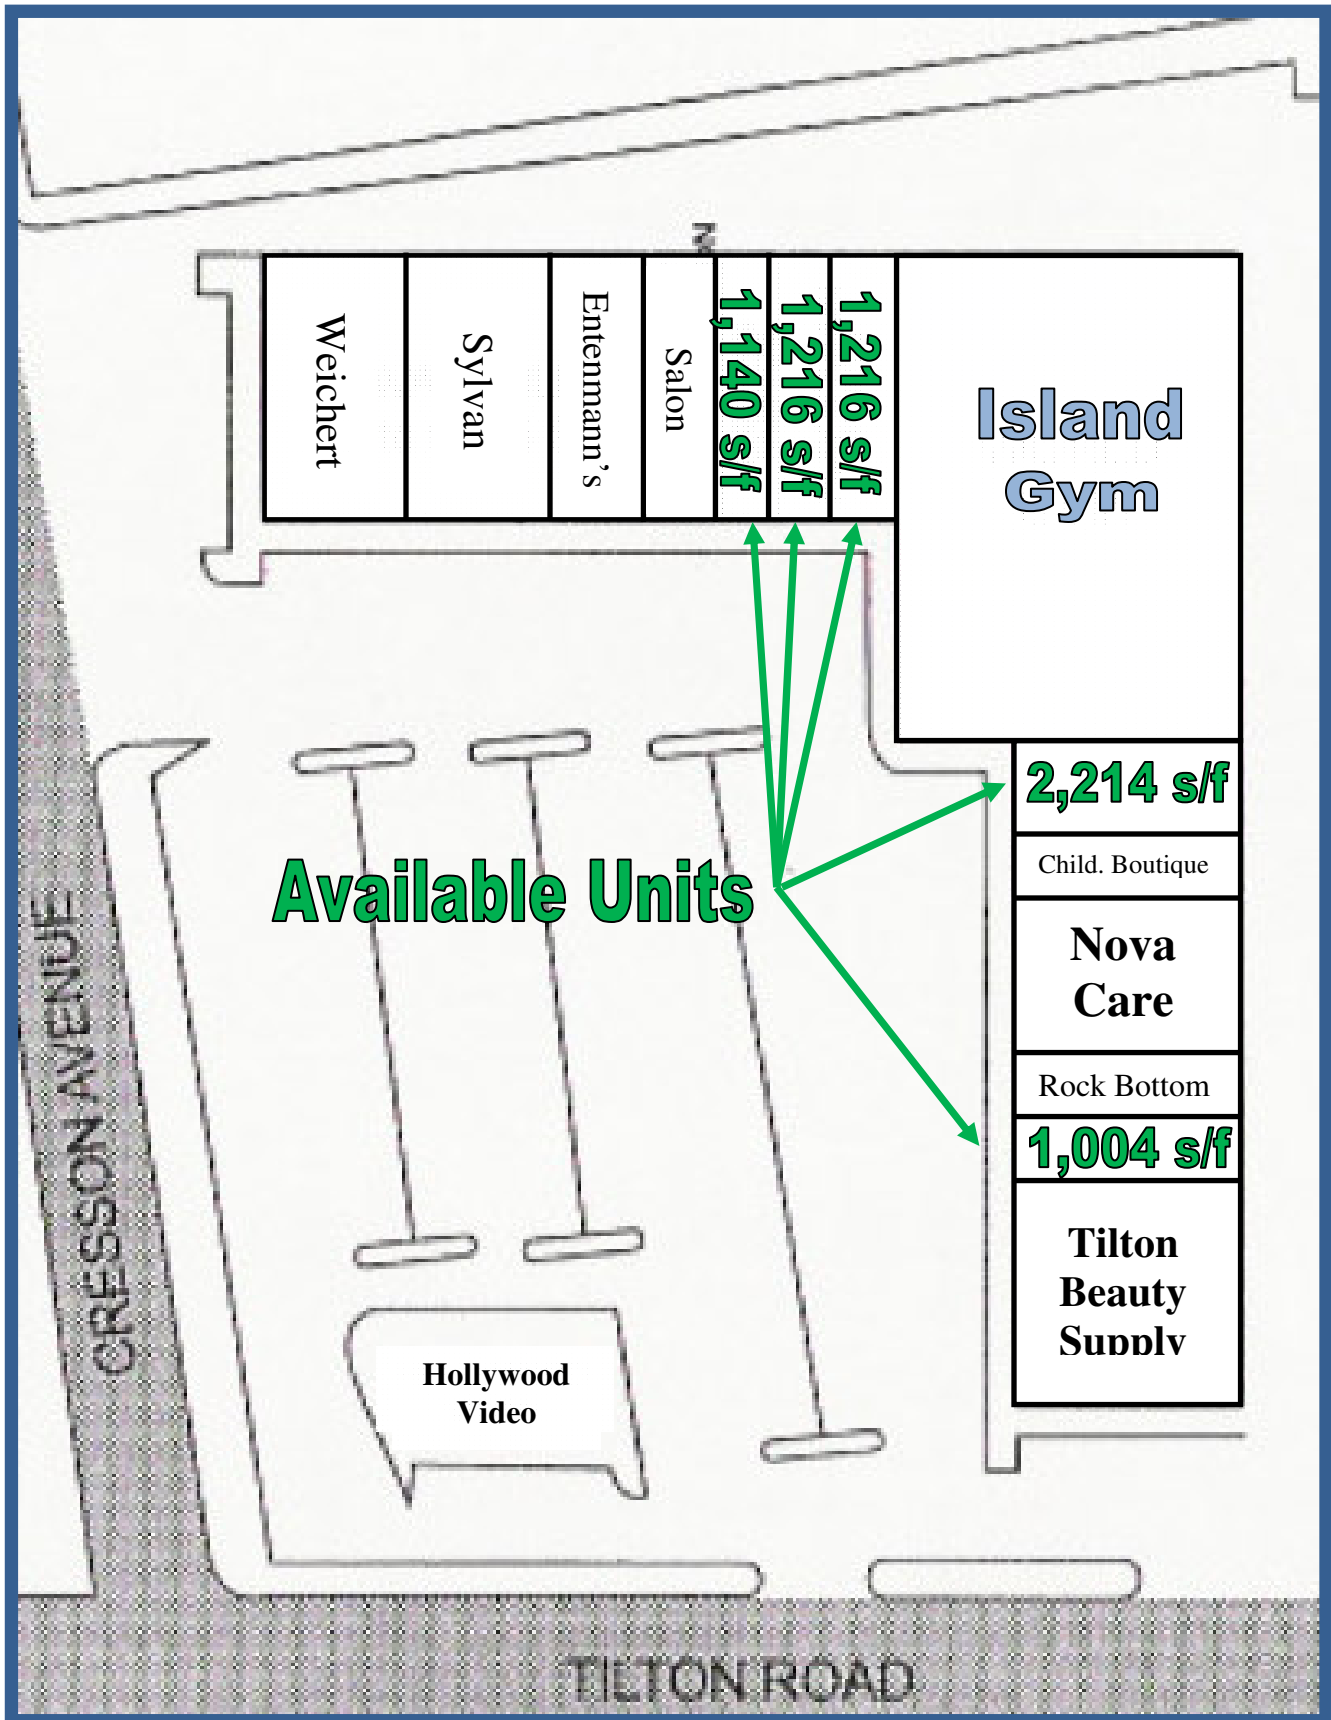 Weichert
Sylvan
Entenmann's
Salon
1,140 s/f
1,216 s/f
1,216 s/f
Island
Gym
2,214 s/f
Child. Boutique
Nova
Care
Rock Bottom
1,004 s/f
Tilton
Beauty
Supply
Available Units
Hollywood
Video
CRESSON AVENUE
TILTON ROAD